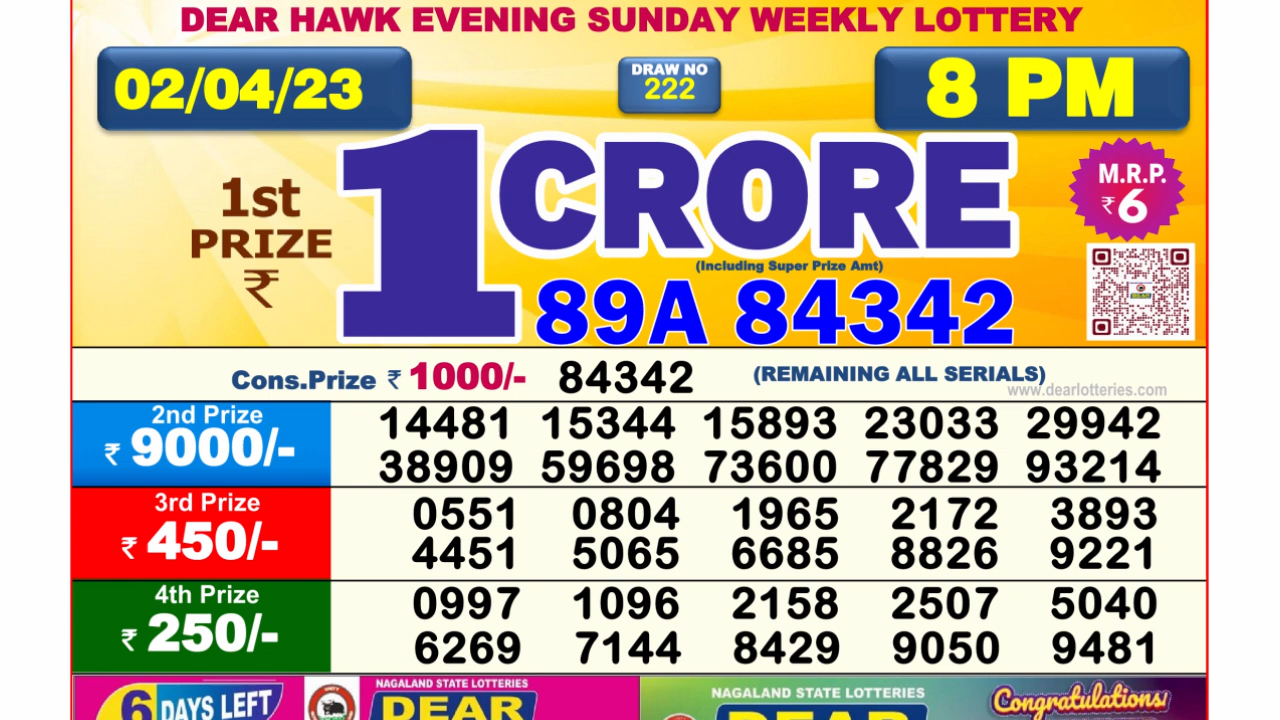 DEAR HAWK EVENING SUNDAY WEEKLY LOTTERY
02/04/23
DRAW NO
222
8 PM
1st
PRIZE
₹
1 CRORE
(Including Super Prize Amt)
89A 84342
M.R.P.
₹6
Cons.Prize ₹ 1000/- 84342 (REMAINING ALL SERIALS)
www.dearlotteries.com
2nd Prize
₹ 9000/-
14481 15344 15893 23033 29942
38909 59698 73600 77829 93214
3rd Prize
₹ 450/-
0551 0804 1965 2172 3893
4451 5065 6685 8826 9221
4th Prize
₹ 250/-
0997 1096 2158 2507 5040
6269 7144 8429 9050 9481
6 DAYS LEFT
NAGALAND STATE LOTTERIES
DEAR
NAGALAND STATE LOTTERIES
DEAR
Congratulations!